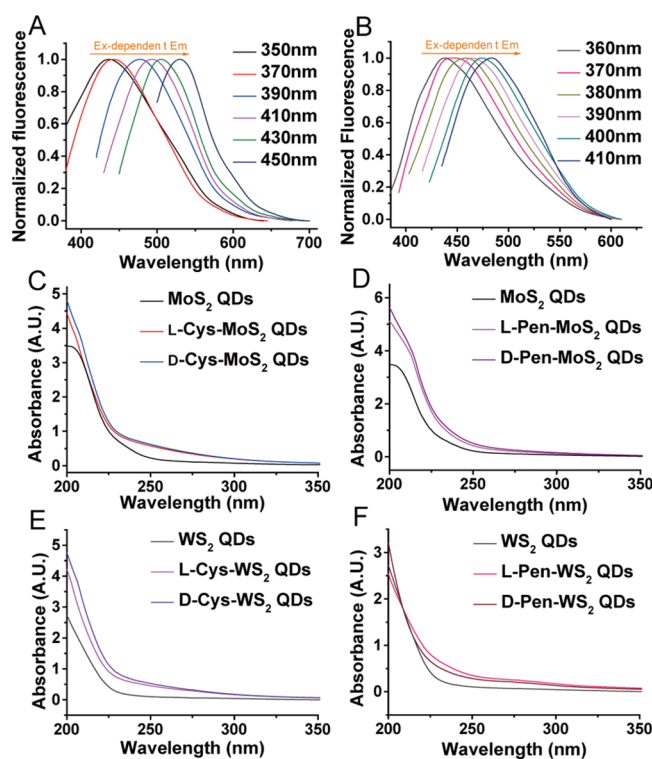 A
Ex-dependen t Em
350nm
370nm
390nm
410nm
430nm
450nm
Normalized fluorescence
1.0
0.8
0.6
0.4
0.2
0.0
400 500 600 700
Wavelength (nm)
B
Ex-dependen t Em
360nm
370nm
380nm
390nm
400nm
410nm
Normalized Fluorescence
1.0
0.8
0.6
0.4
0.2
0.0
400 450 500 550 600
Wavelength (nm)
C
MoS₂ QDs
L-Cys-MoS₂ QDs
D-Cys-MoS₂ QDs
Absorbance (A.U.)
5
4
3
2
1
0
200 250 300 350
Wavelength (nm)
D
MoS₂ QDs
L-Pen-MoS₂ QDs
D-Pen-MoS₂ QDs
Absorbance (A.U.)
6
4
2
0
200 250 300 350
Wavelength (nm)
E
WS₂ QDs
L-Cys-WS₂ QDs
D-Cys-WS₂ QDs
Absorbance (A.U.)
5
4
3
2
1
0
200 250 300 350
Wavelength (nm)
F
WS₂ QDs
L-Pen-WS₂ QDs
D-Pen-WS₂ QDs
Absorbance (A.U.)
3
2
1
0
200 250 300 350
Wavelength (nm)